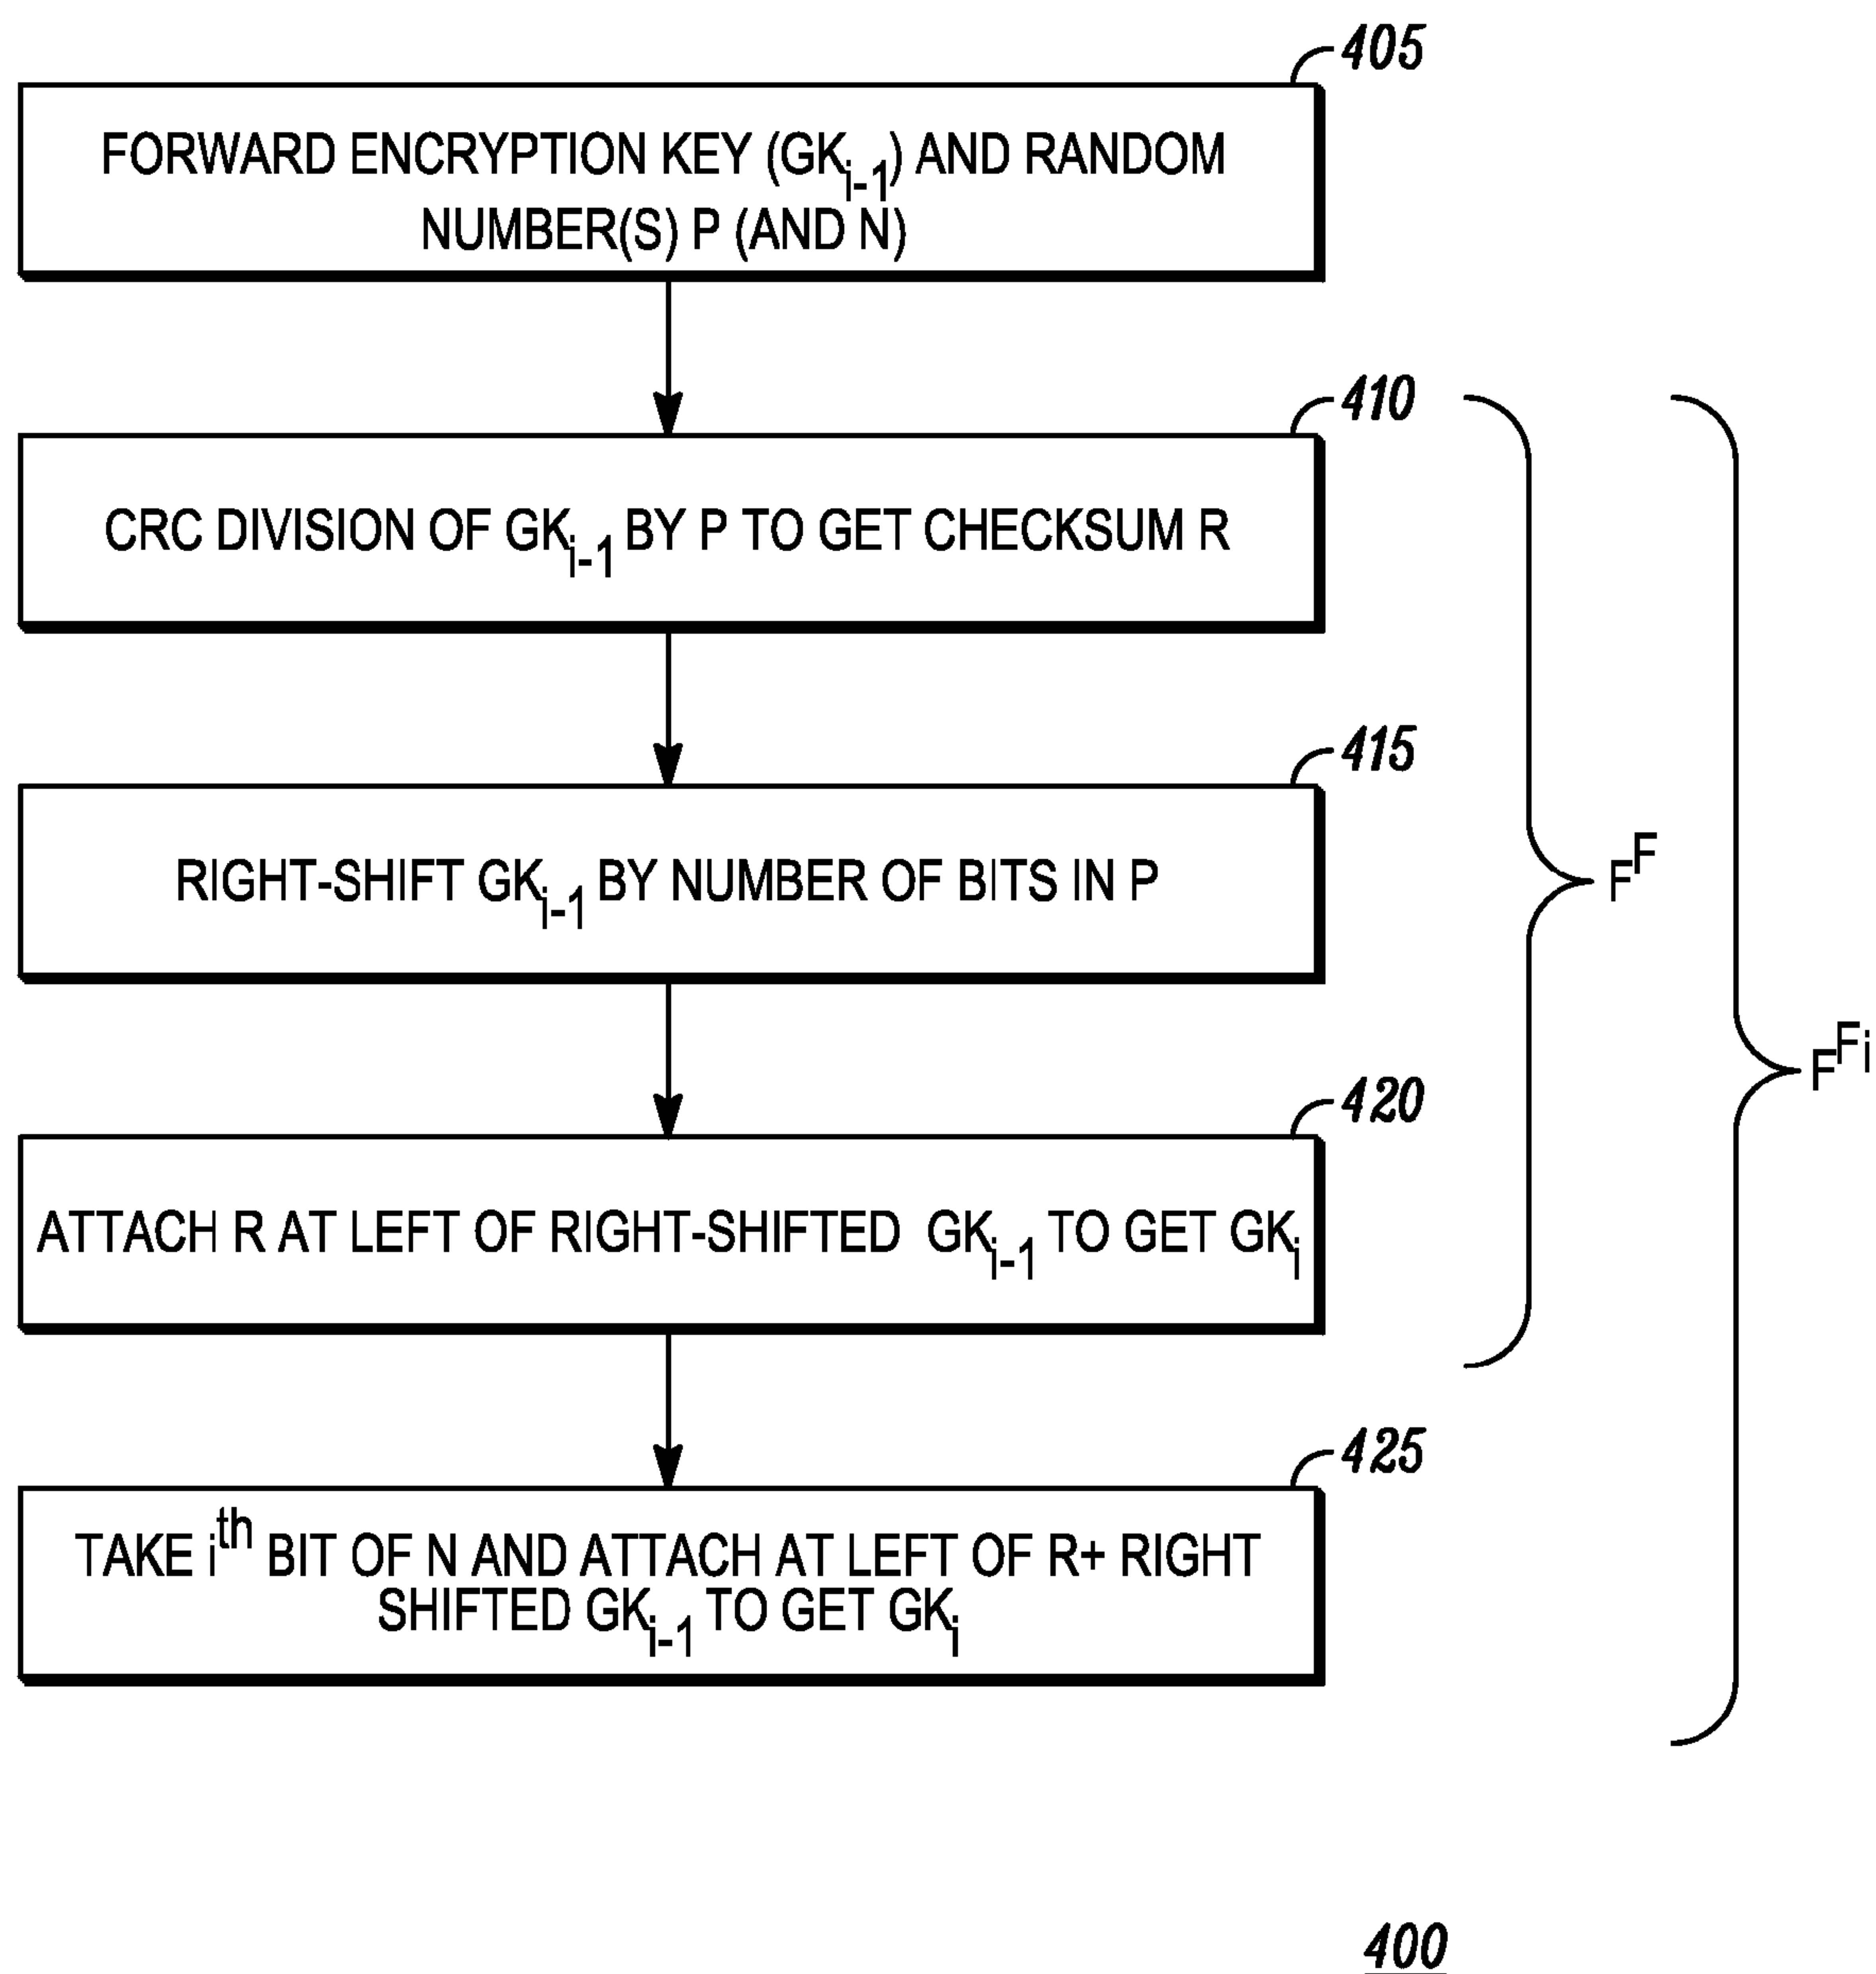 405
FORWARD ENCRYPTION KEY (GKi-1) AND RANDOM
NUMBER(S) P (AND N)
410
CRC DIVISION OF GKi-1 BY P TO GET CHECKSUM R
415
RIGHT-SHIFT GKi-1 BY NUMBER OF BITS IN P
FF
420
FFi
ATTACH R AT LEFT OF RIGHT-SHIFTED GKi-1 TO GET GKi
425
TAKE ith BIT OF N AND ATTACH AT LEFT OF R+ RIGHT
SHIFTED GKi-1 TO GET GKi
400